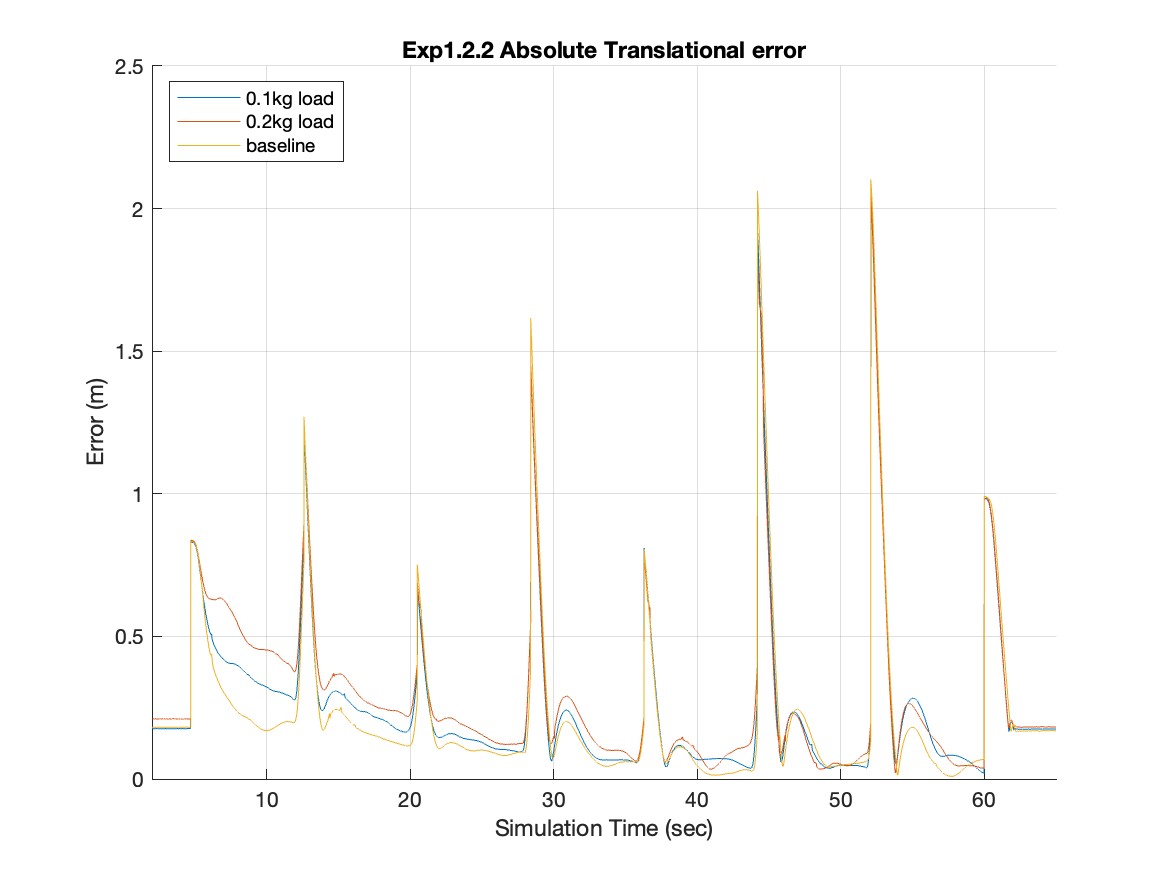 Exp1.2.2 Absolute Translational error
2.5
0.1kg load
0.2kg load
baseline
2
1.5
Error (m)
1
0.5
0
10 20 30 40 50 60
Simulation Time (sec)